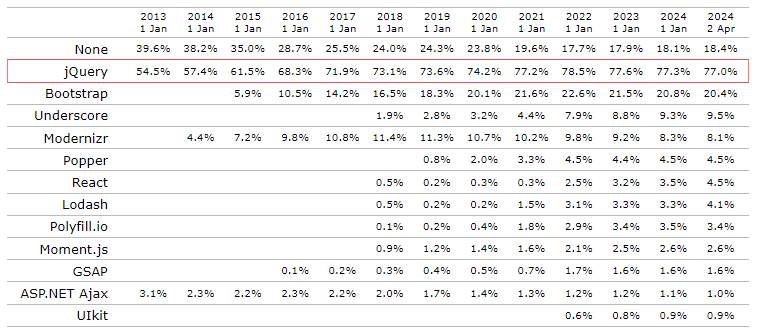 2013 2014 2015 2016 2017 2018 2019 2020 2021 2022 2023 2024 2024
1 Jan 1 Jan 1 Jan 1 Jan 1 Jan 1 Jan 1 Jan 1 Jan 1 Jan 1 Jan 1 Jan 1 Jan 2 Apr
None 39.6% 38.2% 35.0% 28.7% 25.5% 24.0% 24.3% 23.8% 19.6% 17.7% 17.9% 18.1% 18.4%
jQuery 54.5% 57.4% 61.5% 68.3% 71.9% 73.1% 73.6% 74.2% 77.2% 78.5% 77.6% 77.3% 77.0%
Bootstrap 5.9% 10.5% 14.2% 16.5% 18.3% 20.1% 21.6% 22.6% 21.5% 20.8% 20.4%
Underscore 1.9% 2.8% 3.2% 4.4% 7.9% 8.8% 9.3% 9.5%
Modernizr 4.4% 7.2% 9.8% 10.8% 11.4% 11.3% 10.7% 10.2% 9.8% 9.2% 8.3% 8.1%
Popper 0.8% 2.0% 3.3% 4.5% 4.4% 4.5% 4.5%
React 0.5% 0.2% 0.3% 0.3% 2.5% 3.2% 3.5% 4.5%
Lodash 0.5% 0.2% 0.2% 1.5% 3.1% 3.3% 3.3% 4.1%
Polyfill.io 0.1% 0.2% 0.4% 1.8% 2.9% 3.4% 3.5% 3.4%
Moment.js 0.9% 1.2% 1.4% 1.6% 2.1% 2.5% 2.6% 2.6%
GSAP 0.1% 0.2% 0.3% 0.4% 0.5% 0.7% 1.7% 1.6% 1.6% 1.6%
ASP.NET Ajax 3.1% 2.3% 2.2% 2.3% 2.2% 2.0% 1.7% 1.4% 1.3% 1.2% 1.2% 1.1% 1.0%
UIkit 0.6% 0.8% 0.9% 0.9%